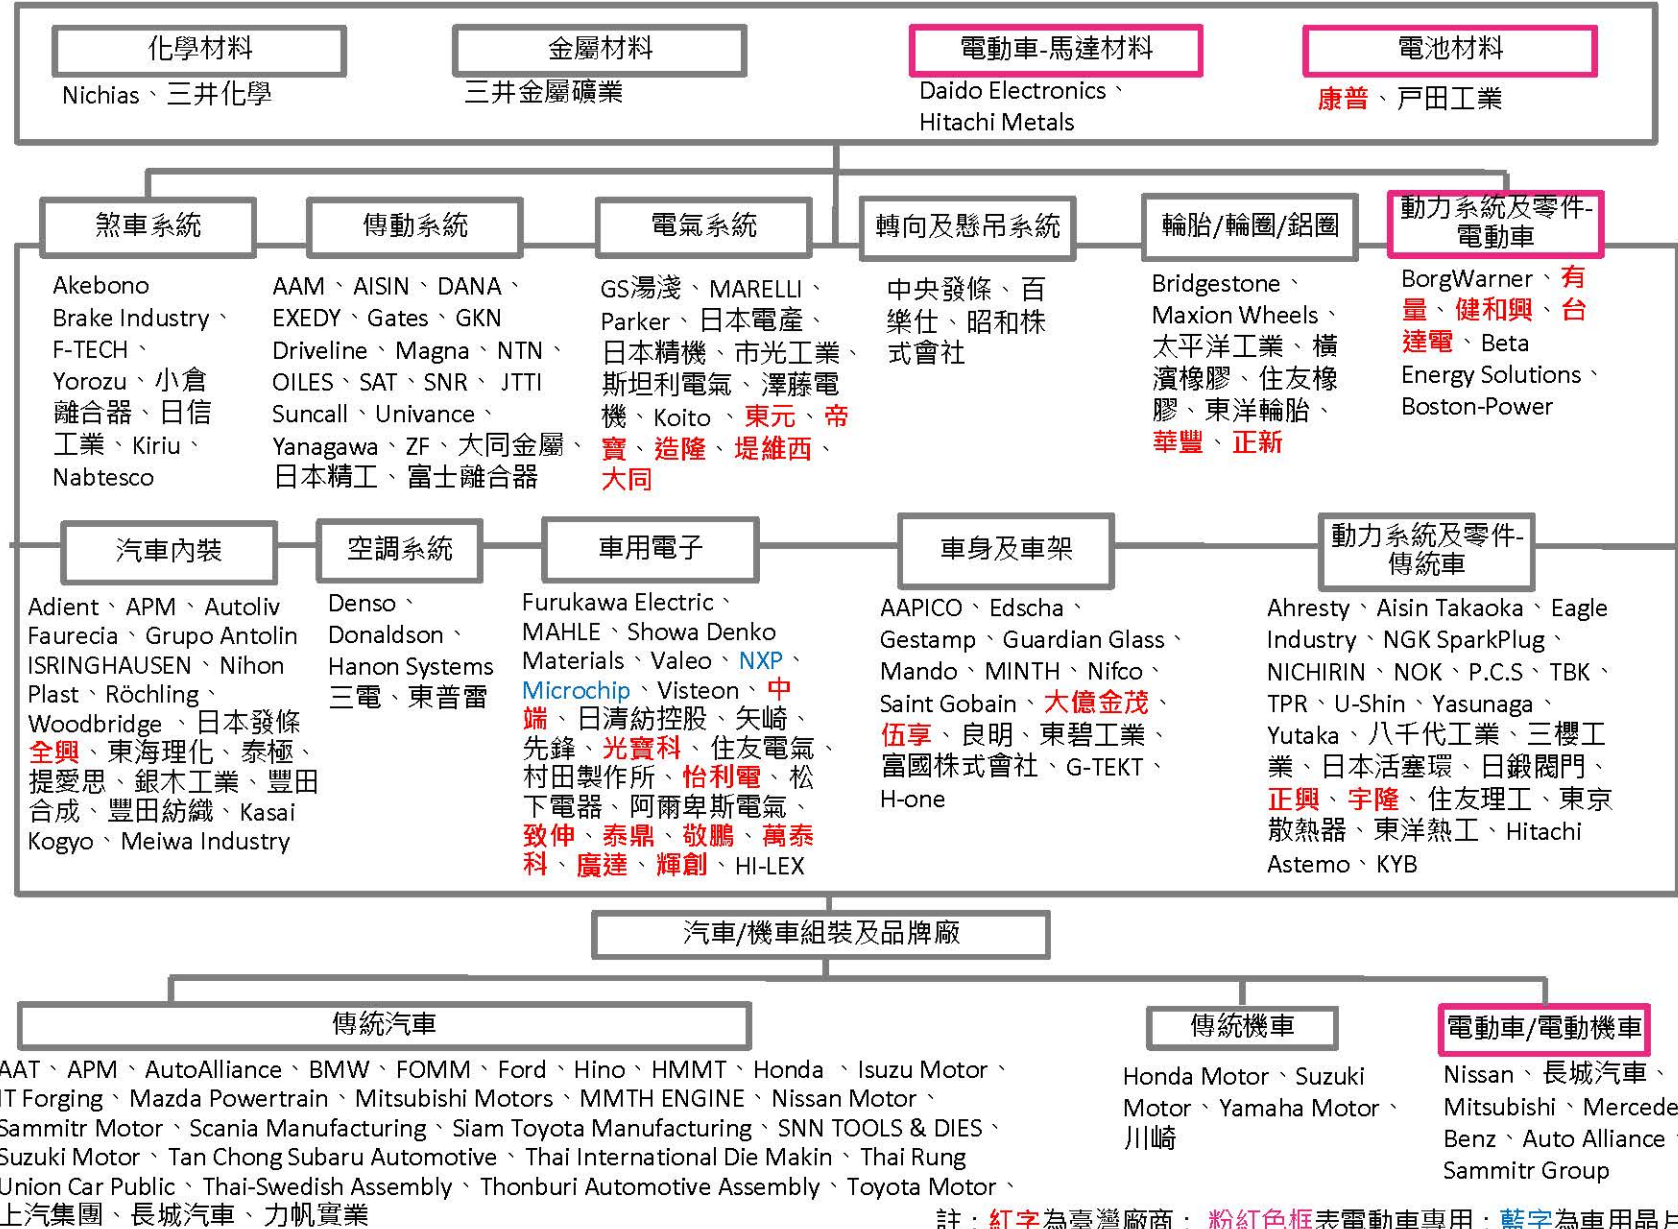 化學材料
Nichias、三井化學
金屬材料
三井金屬礦業
電動車-馬達材料
Daido Electronics、
Hitachi Metals
電池材料
康普、戸田工業
煞車系統
Akebono
Brake Industry、
F-TECH、
Yorozu、小倉
離合器、日信
工業、Kiriu、
Nabtesco
傳動系統
AAM、AISIN、DANA、
EXEDY、Gates、GKN
Driveline、Magna、NTN、
OILES、SAT、SNR、JTTI
Suncall、Univance、
Yanagawa、ZF、大同金屬、
日本精工、富士離合器
電氣系統
GS湯淺、MARELLI、
Parker、日本電產、
日本精機、市光工業、
斯坦利電氣、澤藤電
機、Koito、東元、帝
寶、造隆、堤維西、
大同
轉向及懸吊系統
中央發條、百
樂仕、昭和株
式會社
輪胎/輪圈/鋁圈
Bridgestone、
Maxion Wheels、
太平洋工業、橫
濱橡膠、住友橡
膠、東洋輪胎、
華豐、正新
動力系統及零件-
電動車
BorgWarner、有
量、健和興、台
達電、Beta
Energy Solutions、
Boston-Power
汽車內裝
Adient、APM、Autoliv
Faurecia、Grupo Antolin
ISRINGHAUSEN、Nihon
Plast、Röchling、
Woodbridge、日本發條
全興、東海理化、泰極、
提愛思、銀木工業、豐田
合成、豐田紡織、Kasai
Kogyo、Meiwa Industry
空調系統
Denso、
Donaldson、
Hanon Systems
三電、東普雷
車用電子
Furukawa Electric、
MAHLE、Showa Denko
Materials、Valeo、NXP、
Microchip、Visteon、中
端、日清紡控股、矢崎、
先鋒、光寶科、住友電氣、
村田製作所、怡利電、松
下電器、阿爾卑斯電氣、
致伸、泰鼎、敬鵬、萬泰
科、廣達、輝創、HI-LEX
車身及車架
AAPICO、Edscha、
Gestamp、Guardian Glass、
Mando、MINTH、Nifco、
Saint Gobain、大億金茂、
伍享、良明、東碧工業、
富國株式會社、G-TEKT、
H-one
動力系統及零件-
傳統車
Ahresty、Aisin Takaoka、Eagle
Industry、NGK SparkPlug、
NICHIRIN、NOK、P.C.S、TBK、
TPR、U-Shin、Yasunaga、
Yutaka、八千代工業、三櫻工
業、日本活塞環、日鍛閥門、
正興、宇隆、住友理工、東京
散熱器、東洋熱工、Hitachi
Astemo、KYB
汽車/機車組裝及品牌廠
傳統汽車
AAT、APM、AutoAlliance、BMW、FOMM、Ford、Hino、HMMT、Honda、Isuzu Motor、
IT Forging、Mazda Powertrain、Mitsubishi Motors、MMTH ENGINE、Nissan Motor、
Sammitr Motor、Scania Manufacturing、Siam Toyota Manufacturing、SNN TOOLS & DIES、
Suzuki Motor、Tan Chong Subaru Automotive、Thai International Die Makin、Thai Rung
Union Car Public、Thai-Swedish Assembly、Thonburi Automotive Assembly、Toyota Motor、
上汽集團、長城汽車、力帆實業
傳統機車
Honda Motor、Suzuki
Motor、Yamaha Motor、
川崎
電動車/電動機車
Nissan、長城汽車、
Mitsubishi、Mercede
Benz、Auto Alliance、
Sammitr Group
註：紅字為臺灣廠商；粉紅色框表電動車專用；藍字為車用晶片